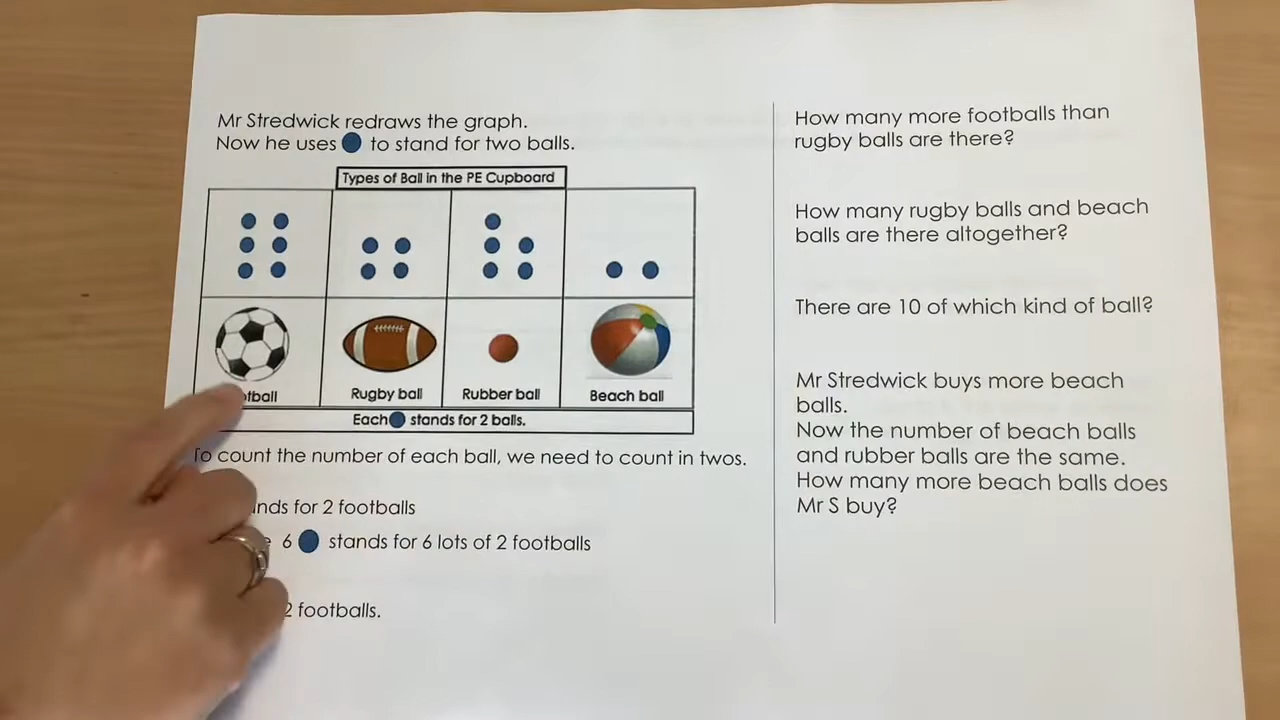 Mr Stredwick redraws the graph.
Now he uses to stand for two balls.
Types of Ball in the PE Cupboard
Rugby ball
Rubber ball
Beach ball
Each stands for 2 balls.
To count the number of each ball, we need to count in twos.
for 2 footballs
6 stands for 6 lots of 2 footballs
footballs.
How many more footballs than
rugby balls are there?
How many rugby balls and beach
balls are there altogether?
There are 10 of which kind of ball?
Mr Stredwick buys more beach
balls.
Now the number of beach balls
and rubber balls are the same.
How many more beach balls does
Mr S buy?